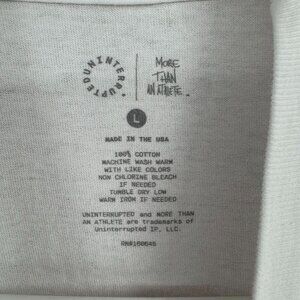 UNINTERRUPTED
MORE
THAN
AN ATHLETE.
L
MADE IN THE USA
100% COTTON
MACHINE WASH WARM
WITH LIKE COLORS
NON CHLORINE BLEACH
IF NEEDED
TUMBLE DRY LOW
WARM IRON IF NEEDED
UNINTERRUPTED and MORE THAN
AN ATHLETE are trademarks of
Uninterrupted IP, LLC.
RN#160645